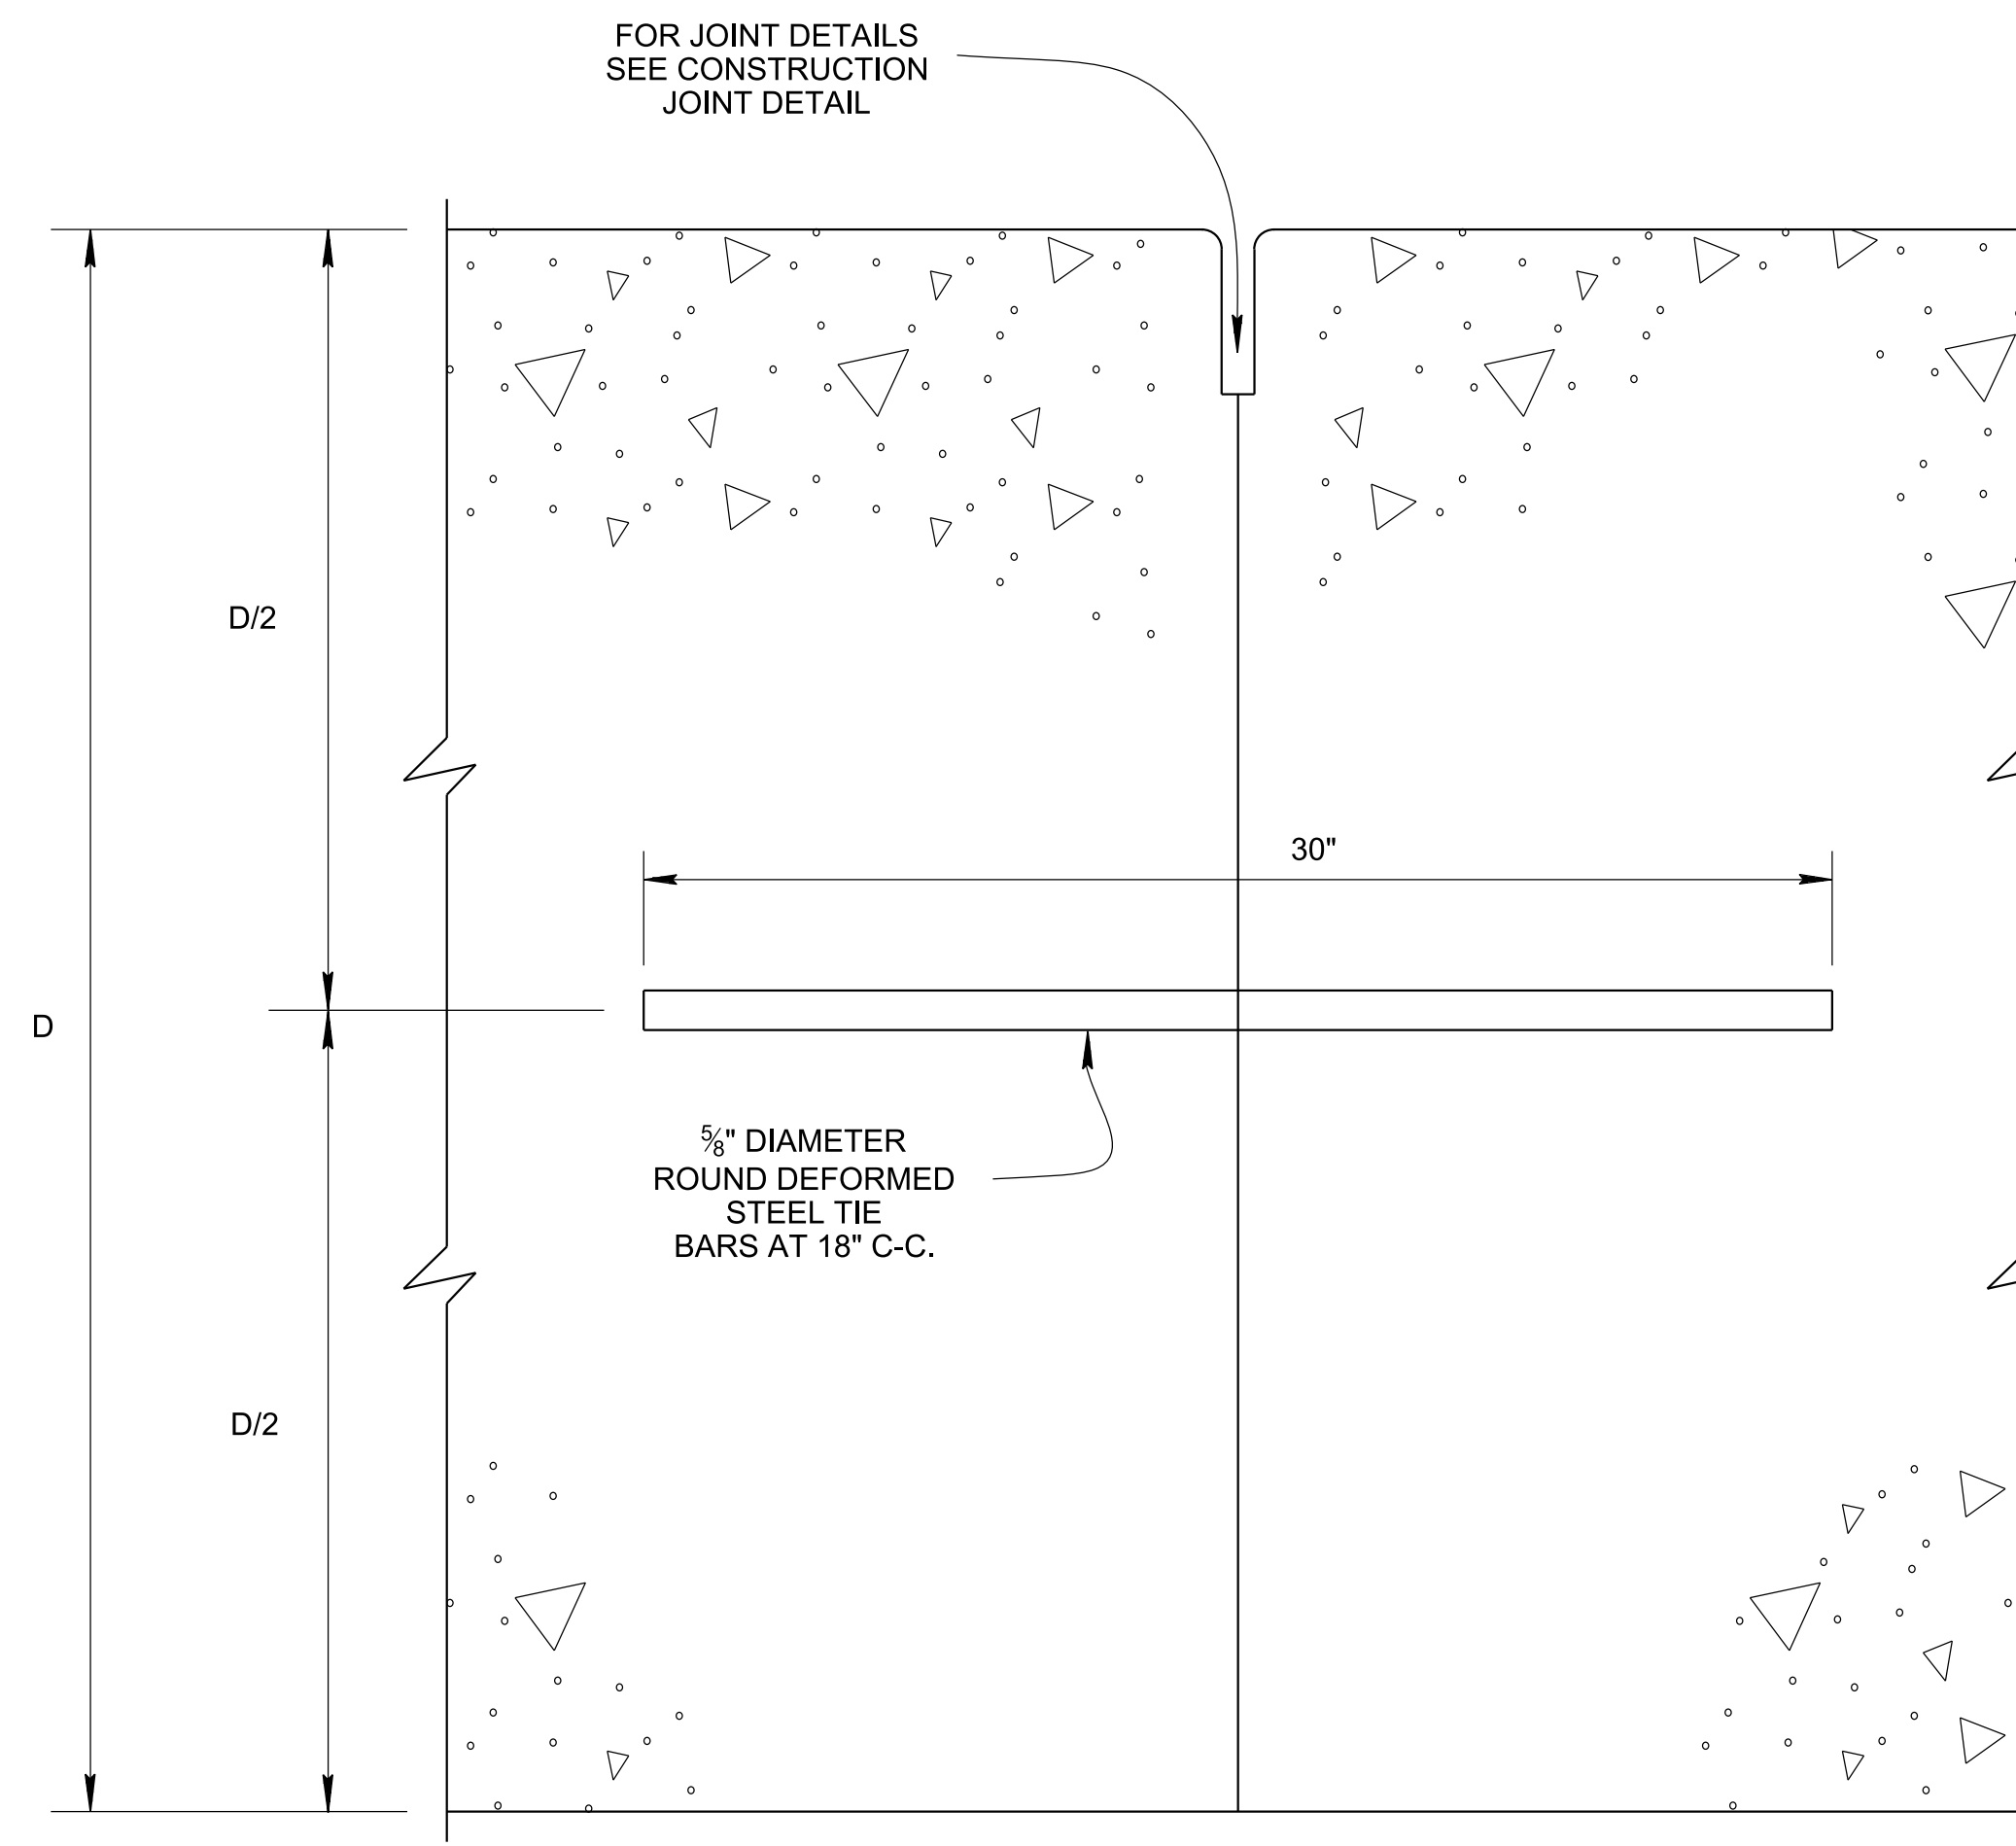 FOR JOINT DETAILS
SEE CONSTRUCTION
JOINT DETAIL
D/2
30"
D
⅝" DIAMETER
ROUND DEFORMED
STEEL TIE
BARS AT 18" C-C.
D/2